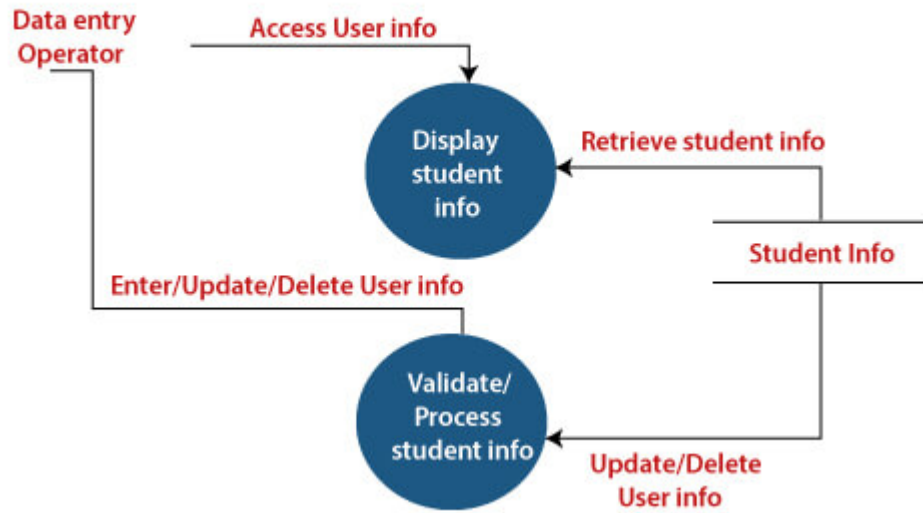 Data entry
Operator
Access User info
Display
student
info
Retrieve student info
Student Info
Enter/Update/Delete User info
Validate/
Process
student info
Update/Delete
User info